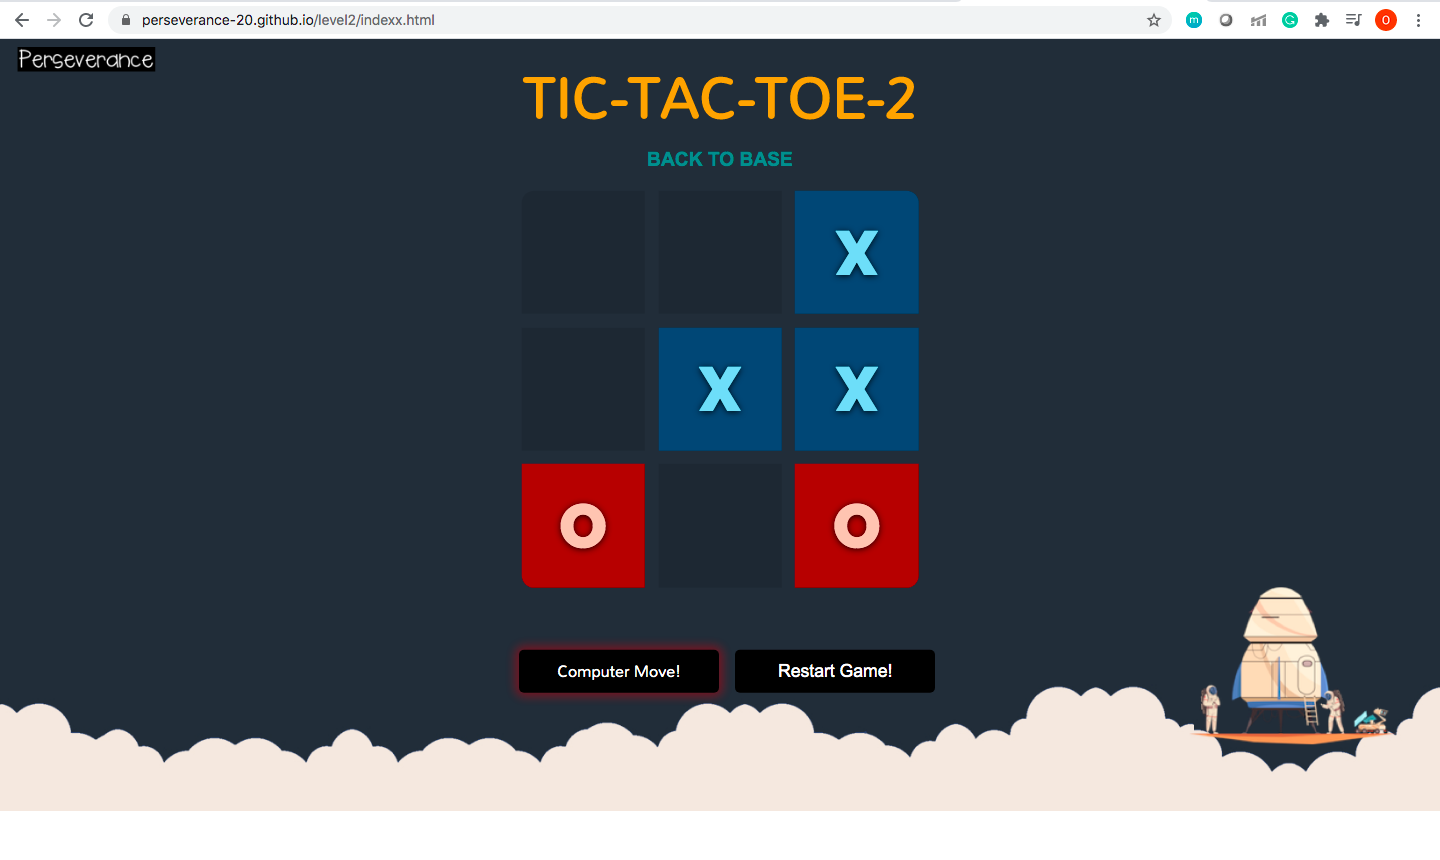 perseverance-20.github.io/level2/indexx.html
m
G
O
Perseverance
TIC-TAC-TOE-2
BACK TO BASE
X
X X
O O
Computer Move! Restart Game!